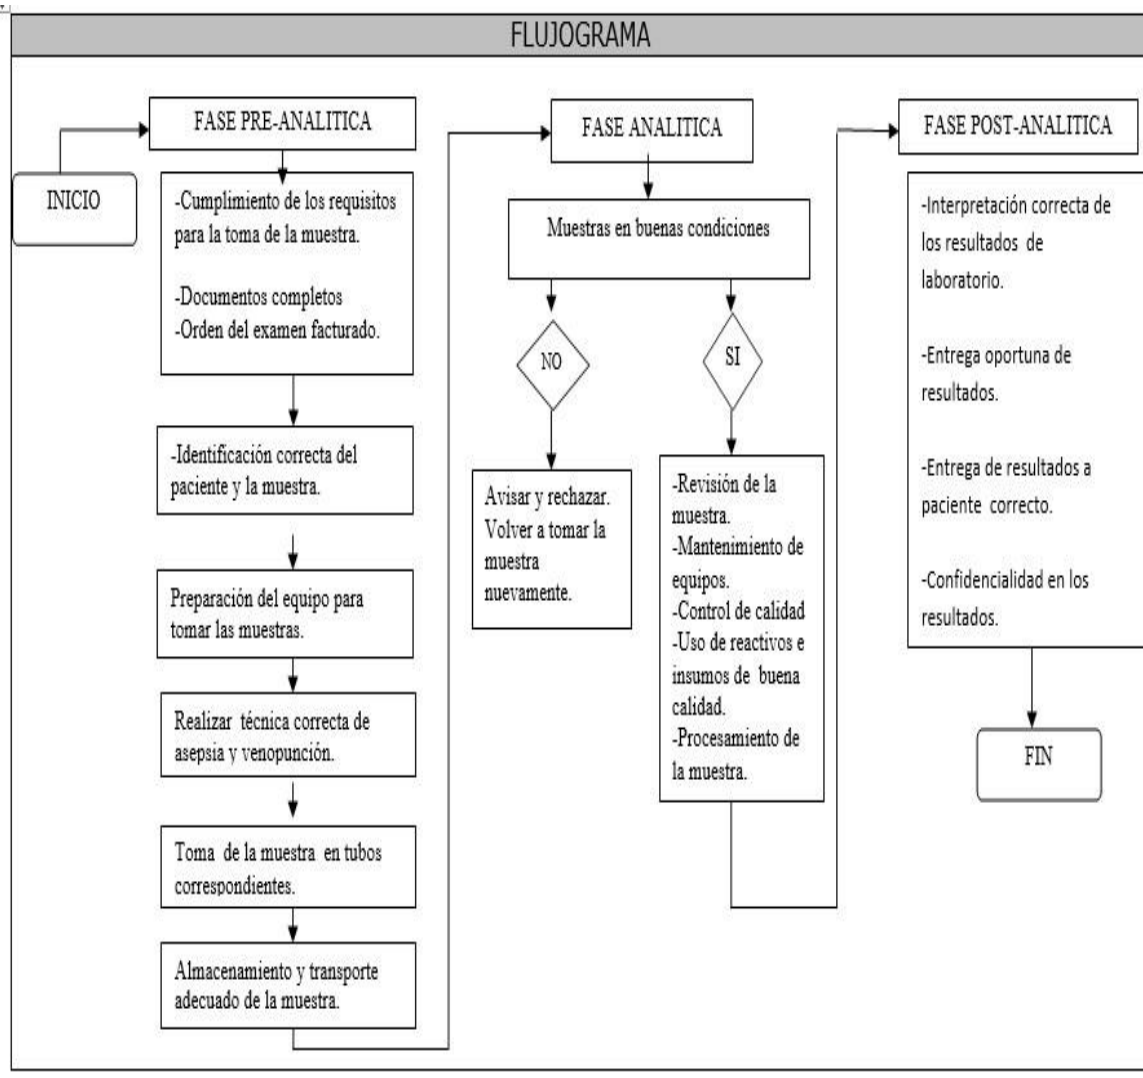 FLUJOGRAMA
INICIO
FASE PRE-ANALITICA
-Cumplimiento de los requisitos
para la toma de la muestra.
-Documentos completos
-Orden del examen facturado.
-Identificación correcta del
paciente y la muestra.
Preparación del equipo para
tomar las muestras.
Realizar técnica correcta de
asepsia y venopunción.
Toma de la muestra en tubos
correspondientes.
Almacenamiento y transporte
adecuado de la muestra.
FASE ANALITICA
Muestras en buenas condiciones
NO
SI
Avisar y rechazar.
Volver a tomar la
muestra
nuevamente.
-Revisión de la
muestra.
-Mantenimiento de
equipos.
-Control de calidad
-Uso de reactivos e
insumos de buena
calidad.
-Procesamiento de
la muestra.
FASE POST-ANALITICA
-Interpretación correcta de
los resultados de
laboratorio.
-Entrega oportuna de
resultados.
-Entrega de resultados a
paciente correcto.
-Confidencialidad en los
resultados.
FIN